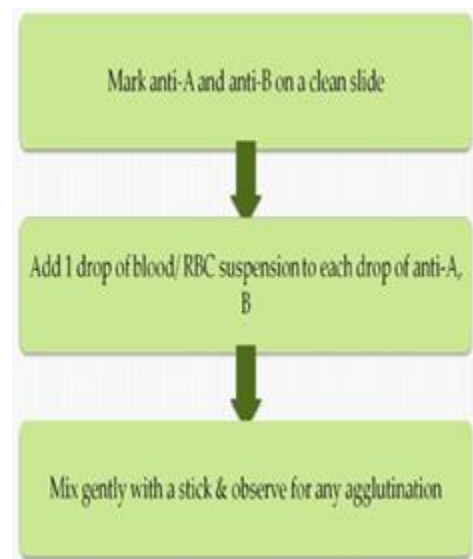 Mark anti-A and anti-B on a clean slide
Add 1 drop of blood/ RBC suspension to each drop of anti-A,
B
Mix gently with a stick & observe for any agglutination